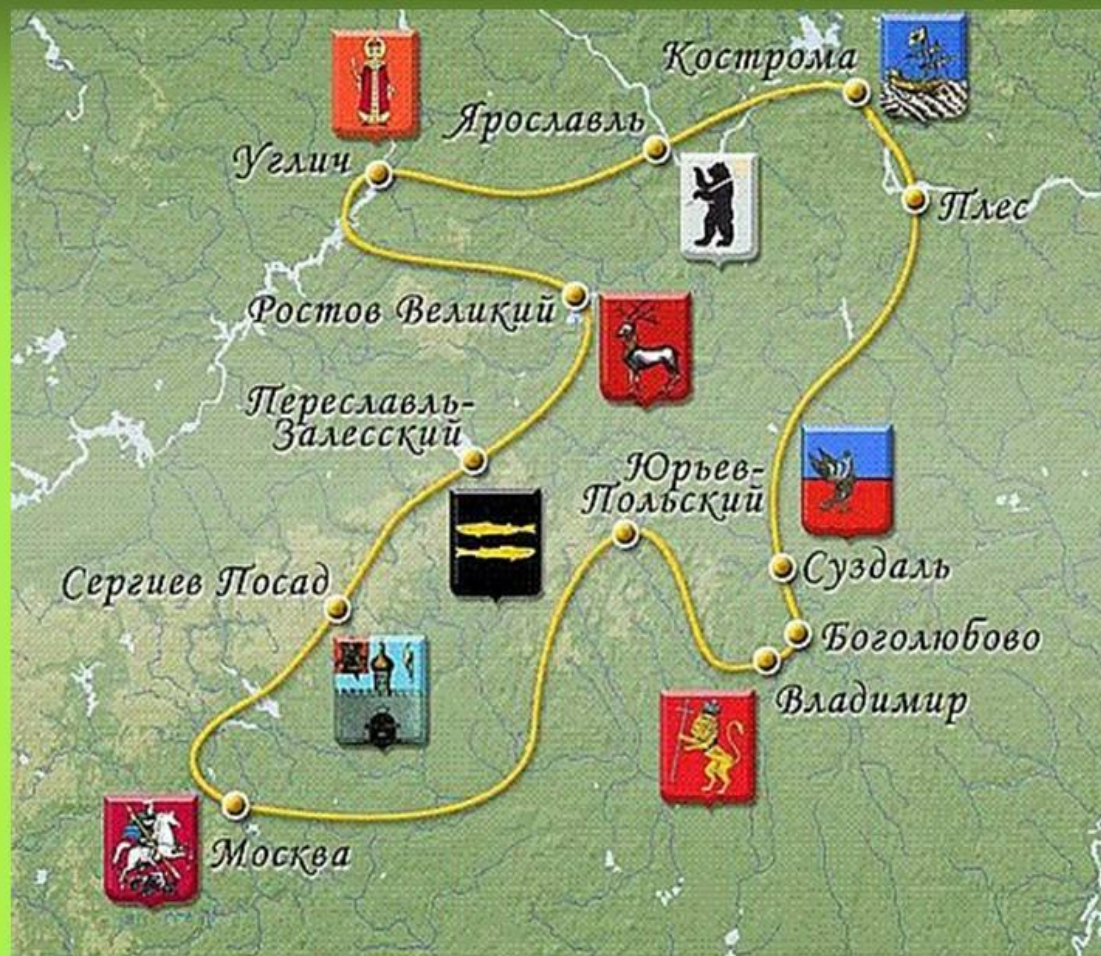 Кострома
Ярославль
Углич
Плес
Ростов Великий
Переславль-
Залесский
Юрьев-
Польский
Суздаль
Сергиев Посад
Боголюбово
Владимир
Москва